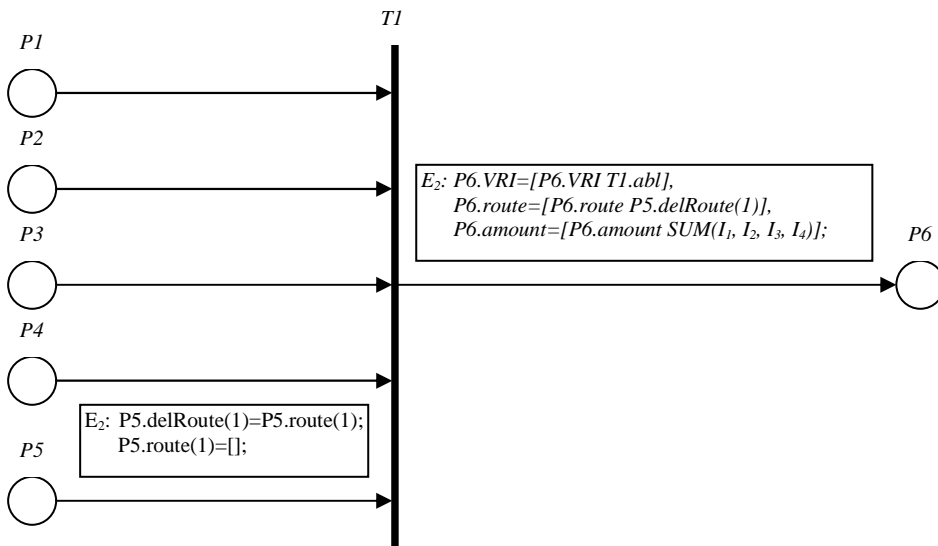 T1
P1
P2
E₂: P6.VRI=[P6.VRI T1.abl],
P6.route=[P6.route P5.delRoute(1)],
P6.amount=[P6.amount SUM(I₁, I₂, I₃, I₄)];
P3
P6
P4
E₂: P5.delRoute(1)=P5.route(1);
P5.route(1)=[];
P5